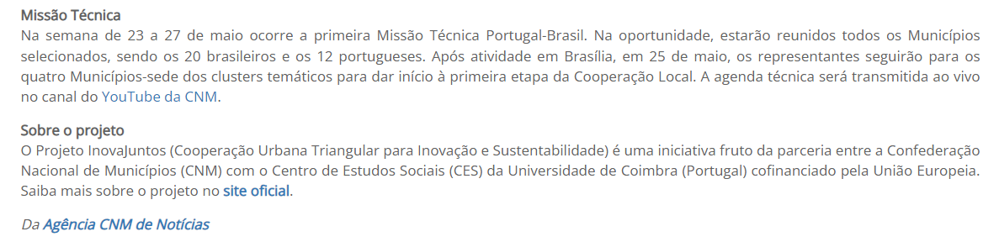 Missão Técnica
Na semana de 23 a 27 de maio ocorre a primeira Missão Técnica Portugal-Brasil. Na oportunidade, estarão reunidos todos os Municípios
selecionados, sendo os 20 brasileiros e os 12 portugueses. Após atividade em Brasília, em 25 de maio, os representantes seguirão para os
quatro Municípios-sede dos clusters temáticos para dar início à primeira etapa da Cooperação Local. A agenda técnica será transmitida ao vivo
no canal do YouTube da CNM.
Sobre o projeto
O Projeto InovaJuntos (Cooperação Urbana Triangular para Inovação e Sustentabilidade) é uma iniciativa fruto da parceria entre a Confederação
Nacional de Municípios (CNM) com o Centro de Estudos Sociais (CES) da Universidade de Coimbra (Portugal) cofinanciado pela União Europeia.
Saiba mais sobre o projeto no site oficial.
Da Agência CNM de Notícias